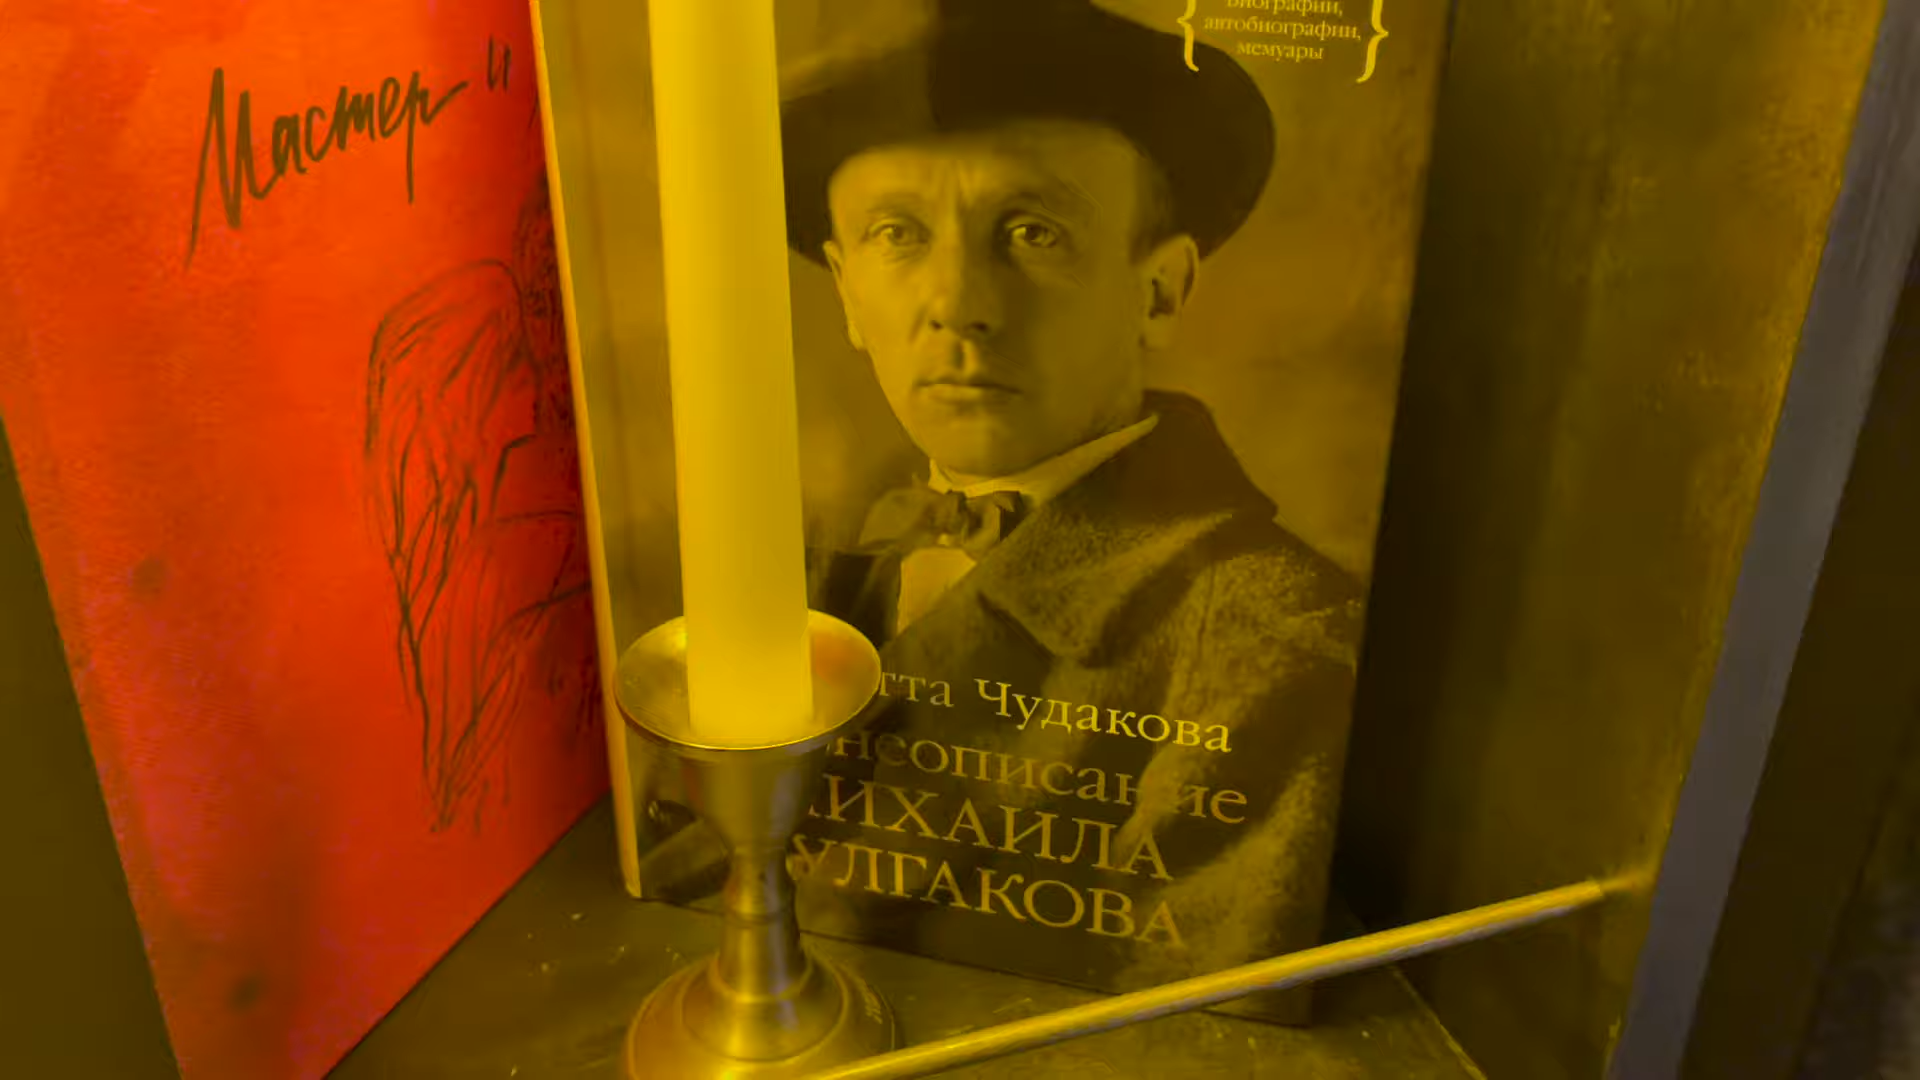 Мастер "
Биографии,
автобиографии,
мемуары
тта Чудакова
неописание
ИХАИЛА
УЛГАКОВА